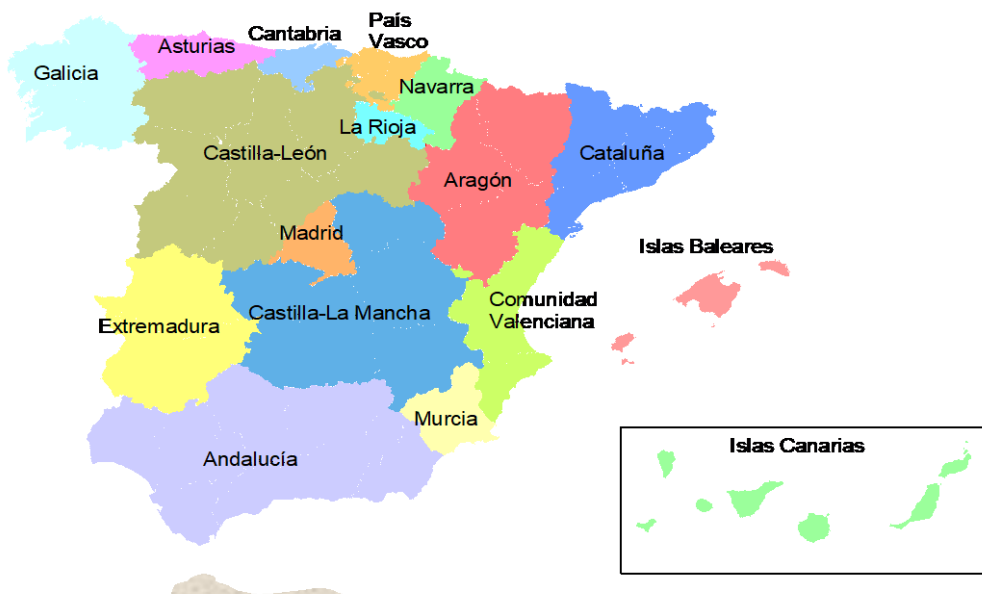 País
Vasco
Cantabria
Asturias
Galicia
Navarra
La Rioja
Castilla-León
Aragón
Cataluña
Madrid
Islas Baleares
Castilla-La Mancha
Comunidad
Valenciana
Extremadura
Murcia
Andalucía
Islas Canarias